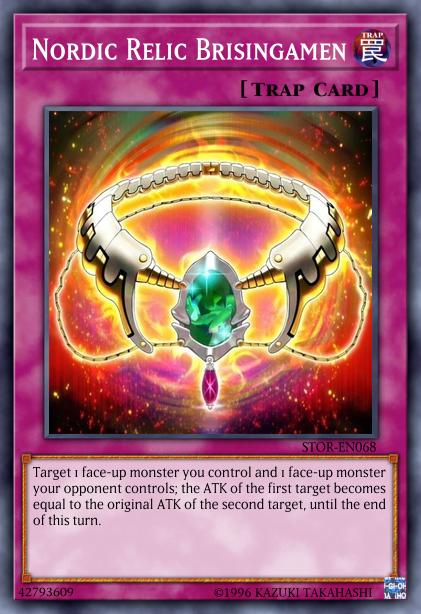 Nordic Relic Brisingamen
TRAP
罠
[Trap Card]
STOR-EN068
Target 1 face-up monster you control and 1 face-up monster
your opponent controls; the ATK of the first target becomes
equal to the original ATK of the second target, until the end
of this turn.
42793609
©1996 KAZUKI TAKAHASHI